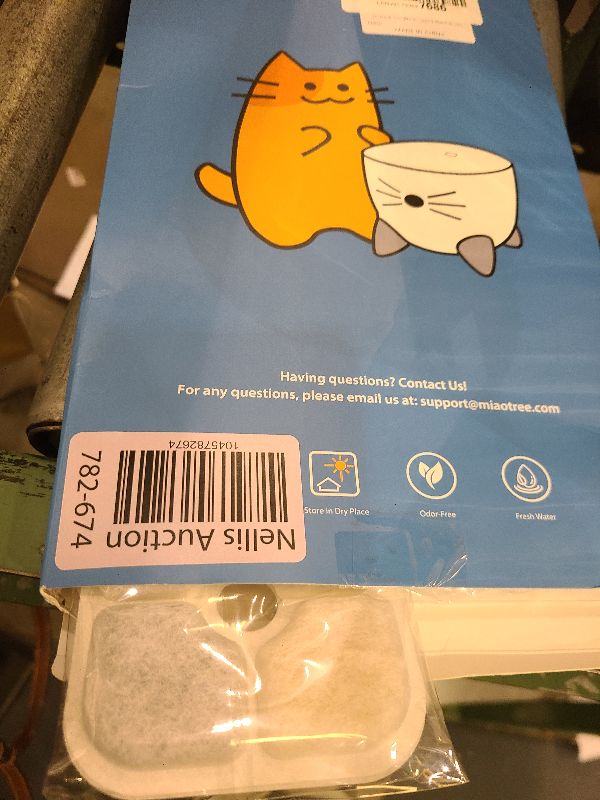 Having questions? Contact Us!
For any questions, please email us at: support@miaotree.com
Store in Dry Place
Odor-Free
Fresh Water
Nellis Auction
1045782674
782-674